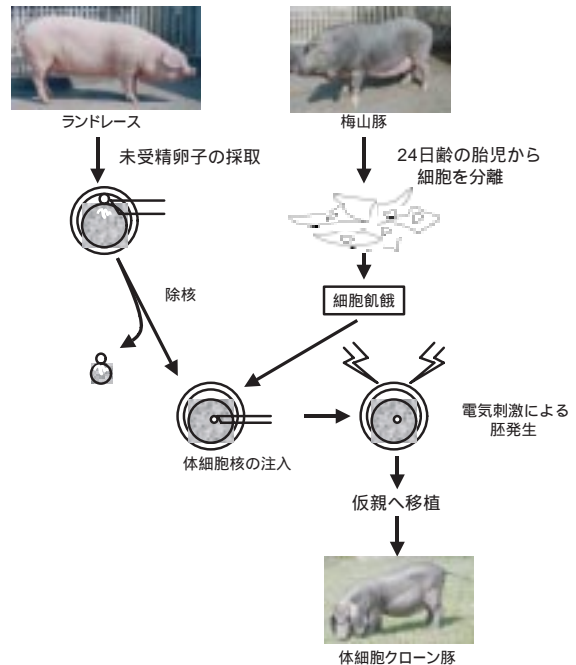 ランドレース
梅山豚
未受精卵子の採取
24日齢の胎児から
細胞を分離
除核
細胞飢餓
体細胞核の注入
電気刺激による
胚発生
仮親へ移植
体細胞クローン豚